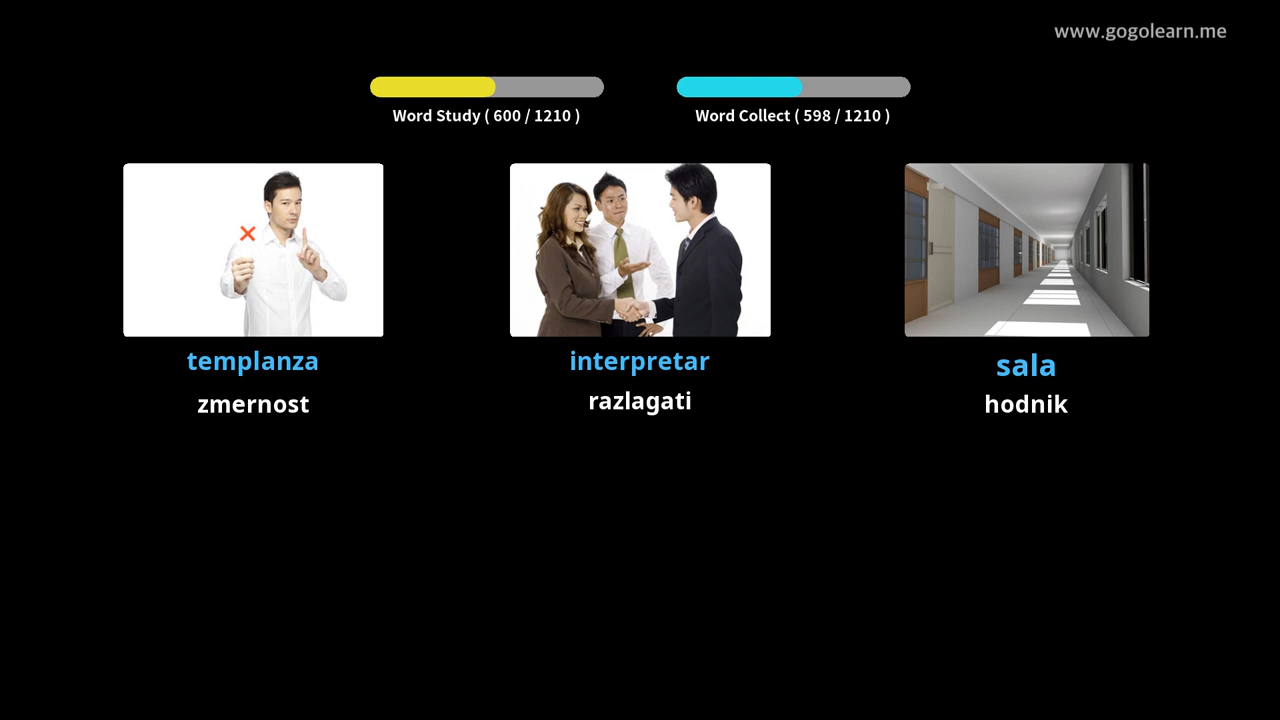 www.gogolearn.me
Word Study ( 600 / 1210 )
Word Collect ( 598 / 1210 )
templanza
zmernost
interpretar
razlagati
sala
hodnik